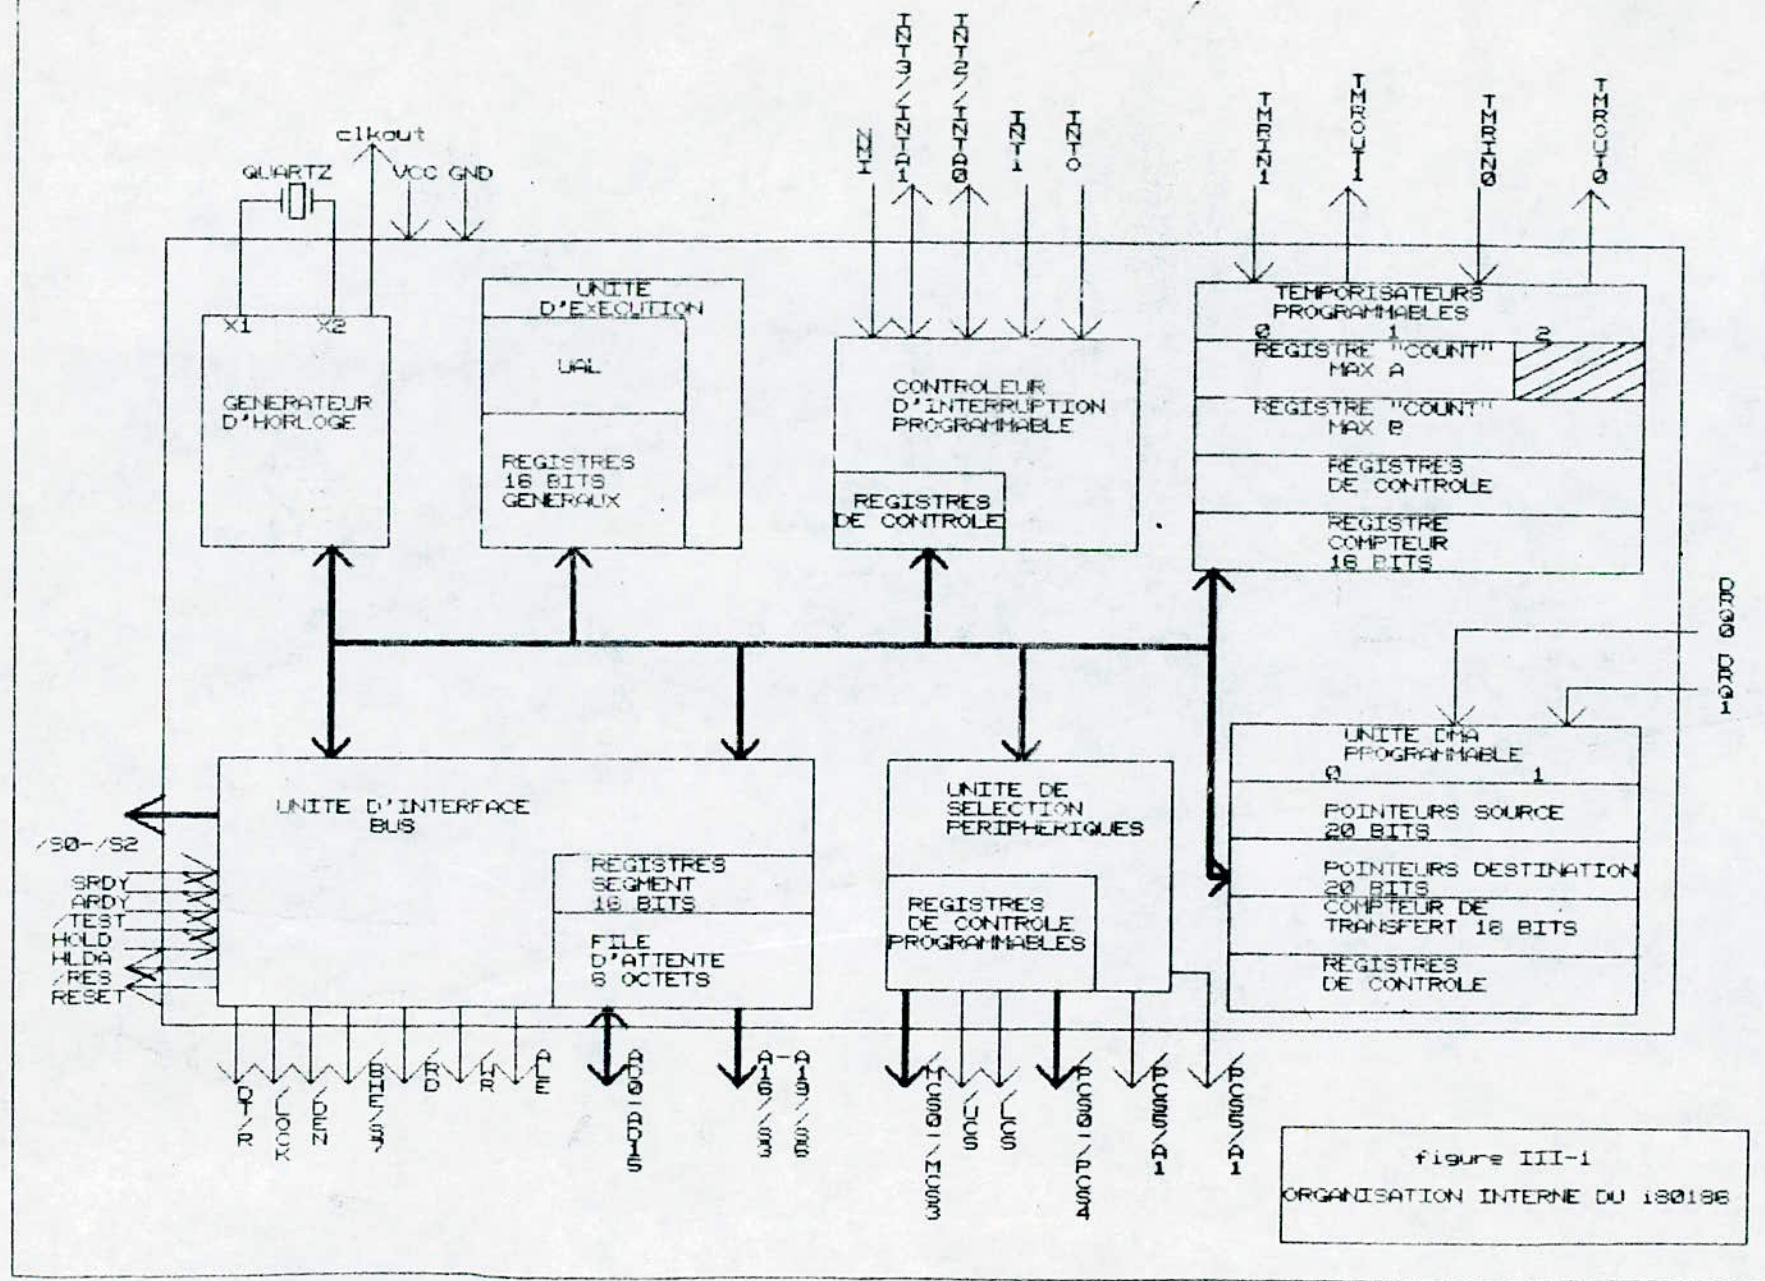 INT3//INTA1
INT2//INTA0
NMI
INT1
INT0
TMRIN1
TMROUT1
TMRIN0
TMROUT0
clkout
QUARTZ
VCC GND
X1 X2
GENERATEUR
D'HORLOGE
UNITE
D'EXECUTION
UAL
REGISTRES
16 BITS
GENERAUX
CONTROLEUR
D'INTERRUPTION
PROGRAMMABLE
REGISTRES
DE CONTROLE
TEMPORISATEURS
PROGRAMMABLES
0 1 2
REGISTRE "COUNT"
MAX A
REGISTRE "COUNT"
MAX B
REGISTRES
DE CONTROLE
REGISTRE
COMPTEUR
16 BITS
DRQ0 DRQ1
UNITE DMA
PROGRAMMABLE
0 1
POINTEURS SOURCE
20 BITS
POINTEURS DESTINATION
20 BITS
COMPTEUR DE
TRANSFERT 16 BITS
REGISTRES
DE CONTROLE
UNITE D'INTERFACE
BUS
REGISTRES
SEGMENT
16 BITS
FILE
D'ATTENTE
6 OCTETS
UNITE DE
SELECTION
PERIPHERIQUES
REGISTRES
DE CONTROLE
PROGRAMMABLES
/S0-/S2
SRDY
ARDY
/TEST
HOLD
HLDA
/RES
RESET
DT/R
/LOCK
/DEN
/BHE/S7
/RD
/WR
ALE
AD0-AD15
A16/S3
A-A19/S6
/MCS0-/MCS3
/UCS
/LCS
/PCS0-/PCS4
/PCS5/A1
/PCS6/A1
figure III-1
ORGANISATION INTERNE DU i80186